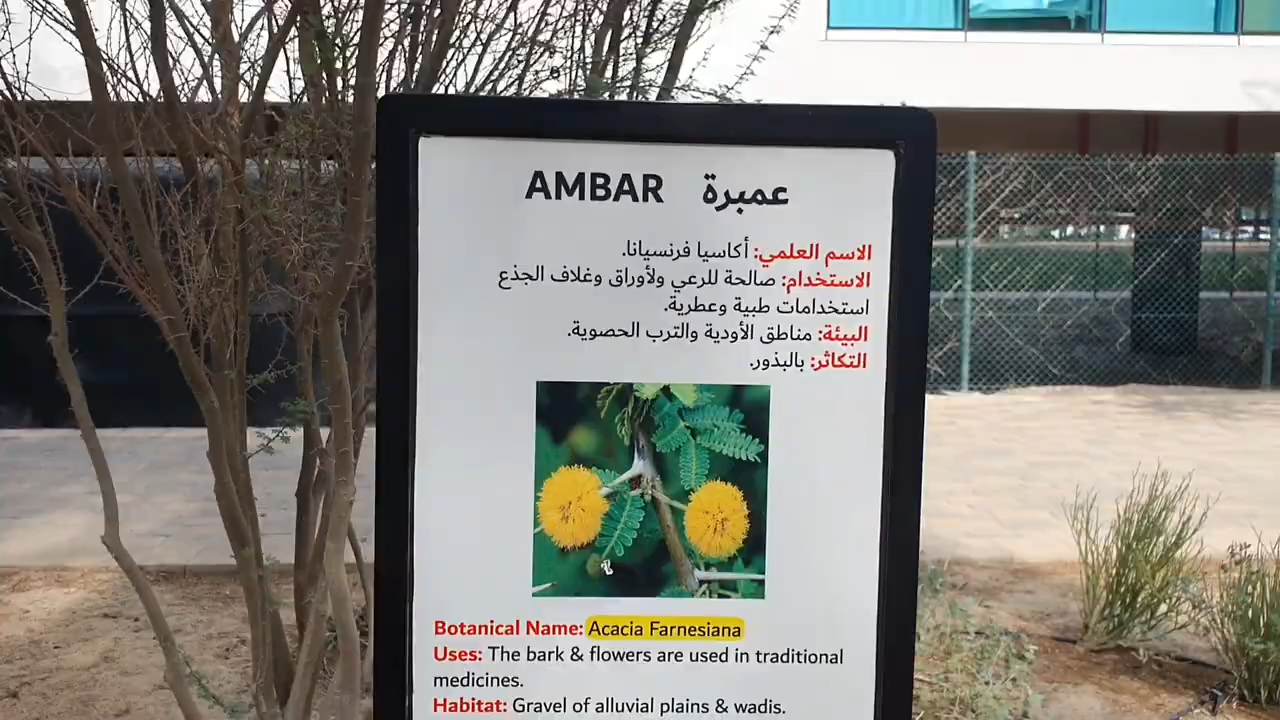 AMBAR عمبرة
الاسم العلمي: أكاسيا فرنسيانا.
الاستخدام: صالحة للرعي ولأوراق وغلاف الجذع
استخدامات طبية وعطرية.
البيئة: مناطق الأودية والترب الحصوية.
التكاثر: بالبذور.
Botanical Name: Acacia Farnesiana
Uses: The bark & flowers are used in traditional
medicines.
Habitat: Gravel of alluvial plains & wadis.